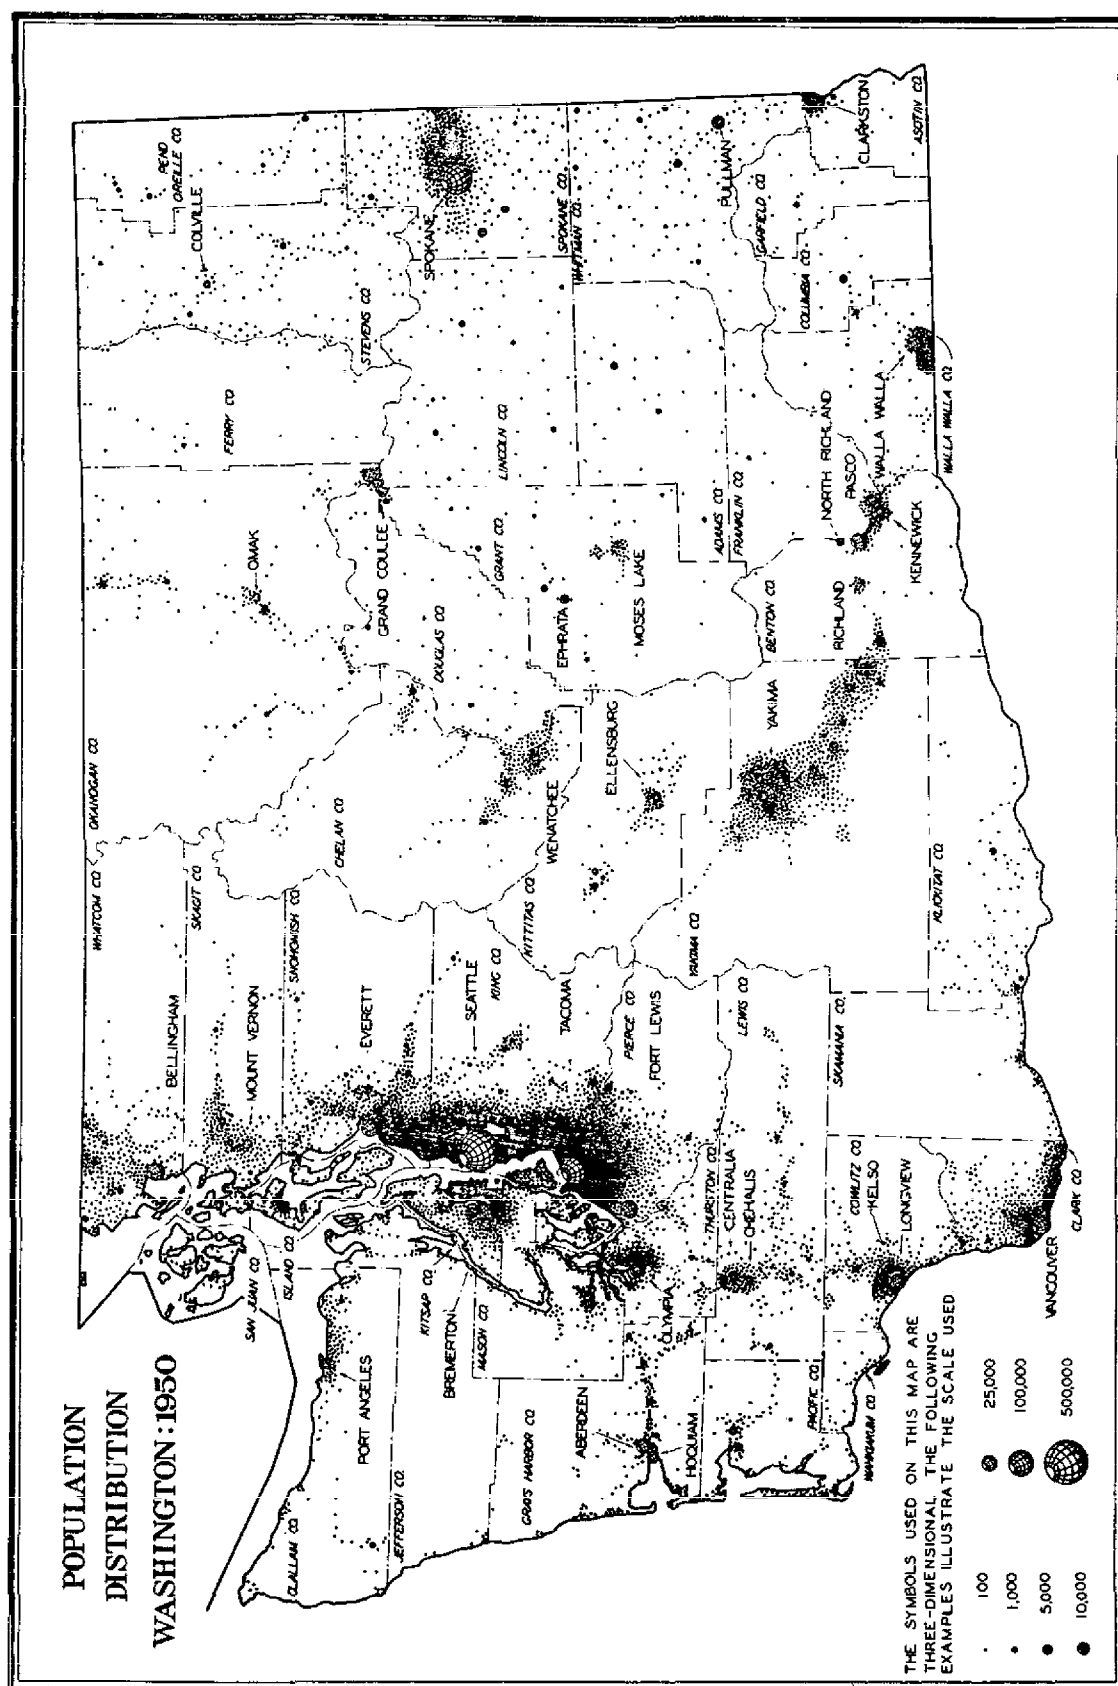 POPULATION
DISTRIBUTION
WASHINGTON: 1950
WHATCOM CO.
OKANOGAN CO.
PEND
OREILLE CO.
BELLINGHAM
SKAGIT CO.
COLVILLE
MOUNT VERNON
SAN JUAN CO.
ISLAND CO.
SNOHOMISH CO.
FERRY CO.
OMAK
CLALLAM CO.
PORT ANGELES
EVERETT
CHELAN CO.
STEVENS CO.
GRAND COULEE
JEFFERSON CO.
KITSAP CO.
BREMERTON
SEATTLE
KING CO.
DOUGLAS CO.
SPOKANE
LINCOLN CO.
GRANT CO.
MASON CO.
GRAYS HARBOR CO.
KITTITAS CO.
WENATCHEE
EPHRATA
SPOKANE CO.
WHITMAN CO.
TACOMA
ABERDEEN
ELLENSBURG
MOSES LAKE
PIERCE CO.
FORT LEWIS
OLYMPIA
HOQUIAM
YAKIMA CO.
THURSTON CO.
CENTRALIA
CHEHALIS
LEWIS CO.
ADAMS CO.
FRANKLIN CO.
PULLMAN
GARFIELD CO.
YAKIMA
BENTON CO.
PACIFIC CO.
COLUMBIA CO.
NORTH RICHLAND
RICHLAND
PASCO
WALLA WALLA
CLARKSTON
SKAMANIA CO.
COWLITZ CO.
KELSO
LONGVIEW
WAHKIAKUM CO.
KENNEWICK
ASOTIN CO.
KLICKITAT CO.
WALLA WALLA CO.
VANCOUVER
CLARK CO.
THE SYMBOLS USED ON THIS MAP ARE
THREE-DIMENSIONAL. THE FOLLOWING
EXAMPLES ILLUSTRATE THE SCALE USED
100
1,000
5,000
10,000
25,000
100,000
500,000